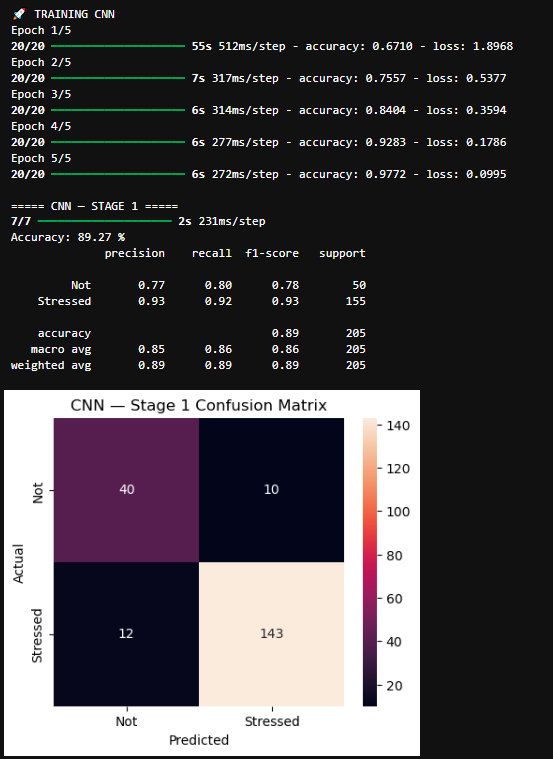 🚀 TRAINING CNN
Epoch 1/5
20/20 ━━━━━━━━━━━━━━━━━━━━ 55s 512ms/step - accuracy: 0.6710 - loss: 1.8968
Epoch 2/5
20/20 ━━━━━━━━━━━━━━━━━━━━ 7s 317ms/step - accuracy: 0.7557 - loss: 0.5377
Epoch 3/5
20/20 ━━━━━━━━━━━━━━━━━━━━ 6s 314ms/step - accuracy: 0.8404 - loss: 0.3594
Epoch 4/5
20/20 ━━━━━━━━━━━━━━━━━━━━ 6s 277ms/step - accuracy: 0.9283 - loss: 0.1786
Epoch 5/5
20/20 ━━━━━━━━━━━━━━━━━━━━ 6s 272ms/step - accuracy: 0.9772 - loss: 0.0995
===== CNN — STAGE 1 =====
7/7 ━━━━━━━━━━━━━━━━━━━━ 2s 231ms/step
Accuracy: 89.27 %
precision recall f1-score support
Not 0.77 0.80 0.78 50
Stressed 0.93 0.92 0.93 155
accuracy 0.89 205
macro avg 0.85 0.86 0.86 205
weighted avg 0.89 0.89 0.89 205
CNN — Stage 1 Confusion Matrix
140
120
100
80
60
40
20
Actual
Not
Stressed
40 10
12 143
Not Stressed
Predicted